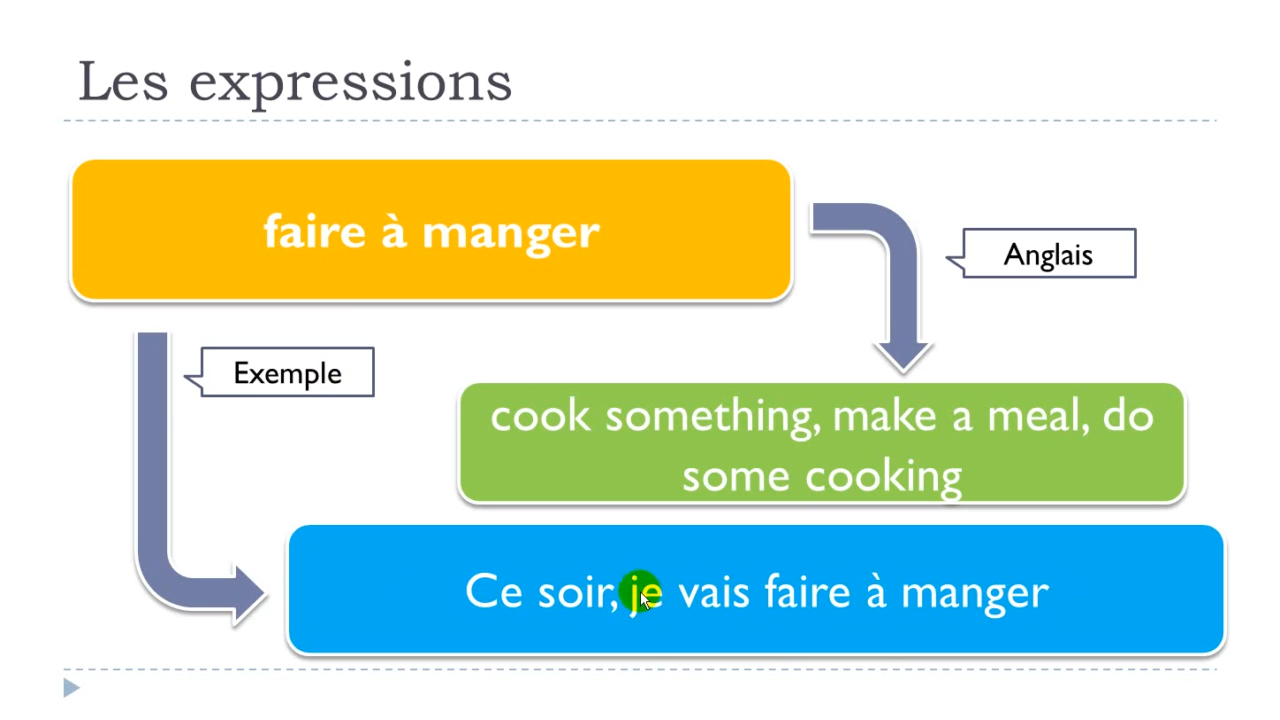 Les expressions
faire à manger
Anglais
Exemple
cook something, make a meal, do
some cooking
Ce soir, je vais faire à manger